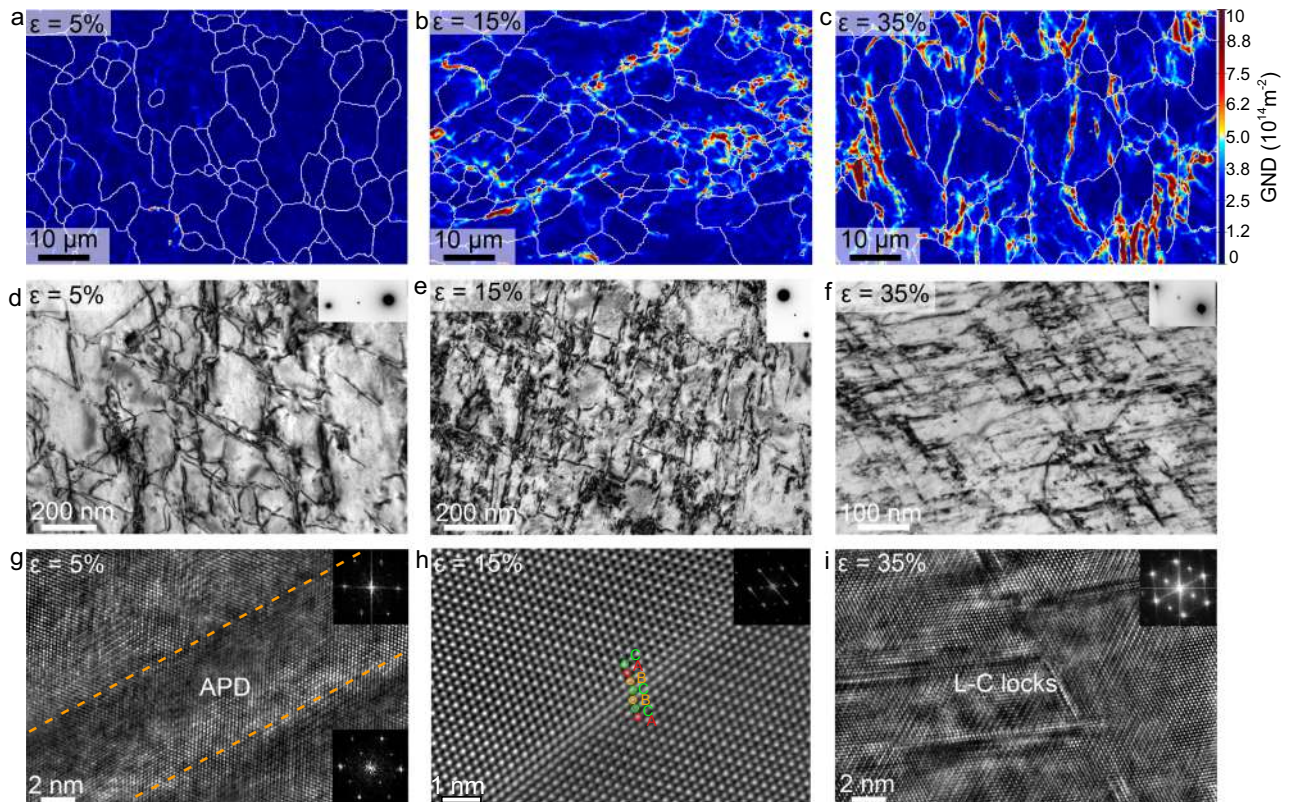 a
ε = 5%
10 µm
b
ε = 15%
10 µm
c
ε = 35%
10 µm
10
8.8
7.5
6.2
5.0
3.8
2.5
1.2
0
GND (10¹⁴m⁻²)
d
ε = 5%
200 nm
e
ε = 15%
200 nm
f
ε = 35%
100 nm
g
ε = 5%
APD
2 nm
h
ε = 15%
C
A
B
C
B
C
A
1 nm
i
ε = 35%
L-C locks
2 nm